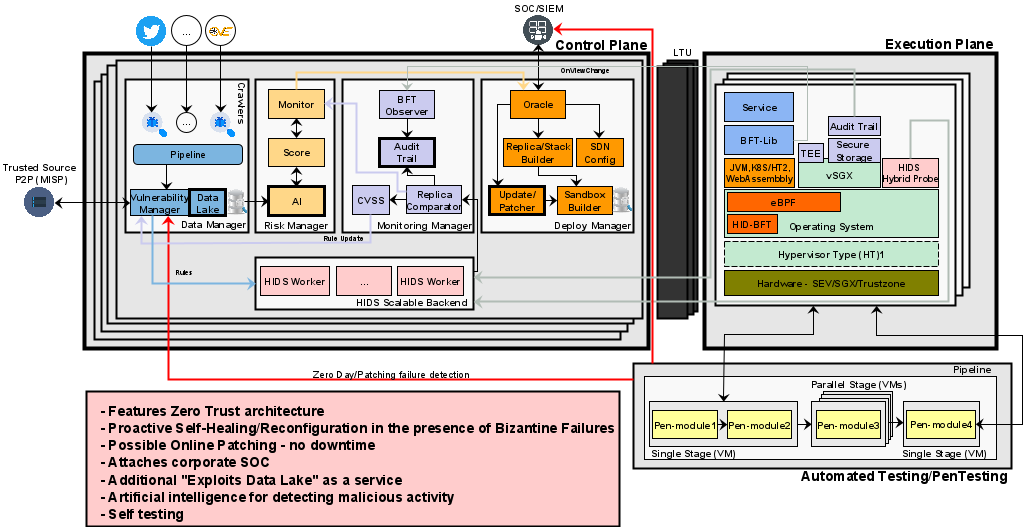 SOC/SIEM
Control Plane
LTU
Execution Plane
...
CVE
OnViewChange
Crawlers
Monitor
BFT
Observer
Oracle
Service
Audit Trail
BFT-Lib
TEE
Secure
Storage
...
Pipeline
Score
Audit
Trail
Replica/Stack
Builder
SDN
Config
JVM,K8S/HT2,
WebAssembbly
vSGX
HIDS
Hybrid Probe
Trusted Source
P2P (MISP)
Vulnerability
Manager
Data
Lake
AI
CVSS
Replica
Comparator
Update/
Patcher
Sandbox
Builder
eBPF
HID-BFT
Operating System
Data Manager
Risk Manager
Monitoring Manager
Deploy Manager
Rule Update
Hypervisor Type (HT)1
Rules
HIDS Worker
...
HIDS Worker
HIDS Scalable Backend
Hardware - SEV/SGX/Trustzone
Zero Day/Patching failure detection
Pipeline
Parallel Stage (VMs)
Pen-module1
Pen-module2
Pen-module3
Pen-module4
Single Stage (VM)
Single Stage (VM)
Automated Testing/PenTesting
- Features Zero Trust architecture
- Proactive Self-Healing/Reconfiguration in the presence of Bizantine Failures
- Possible Online Patching - no downtime
- Attaches corporate SOC
- Additional "Exploits Data Lake" as a service
- Artificial intelligence for detecting malicious activity
- Self testing